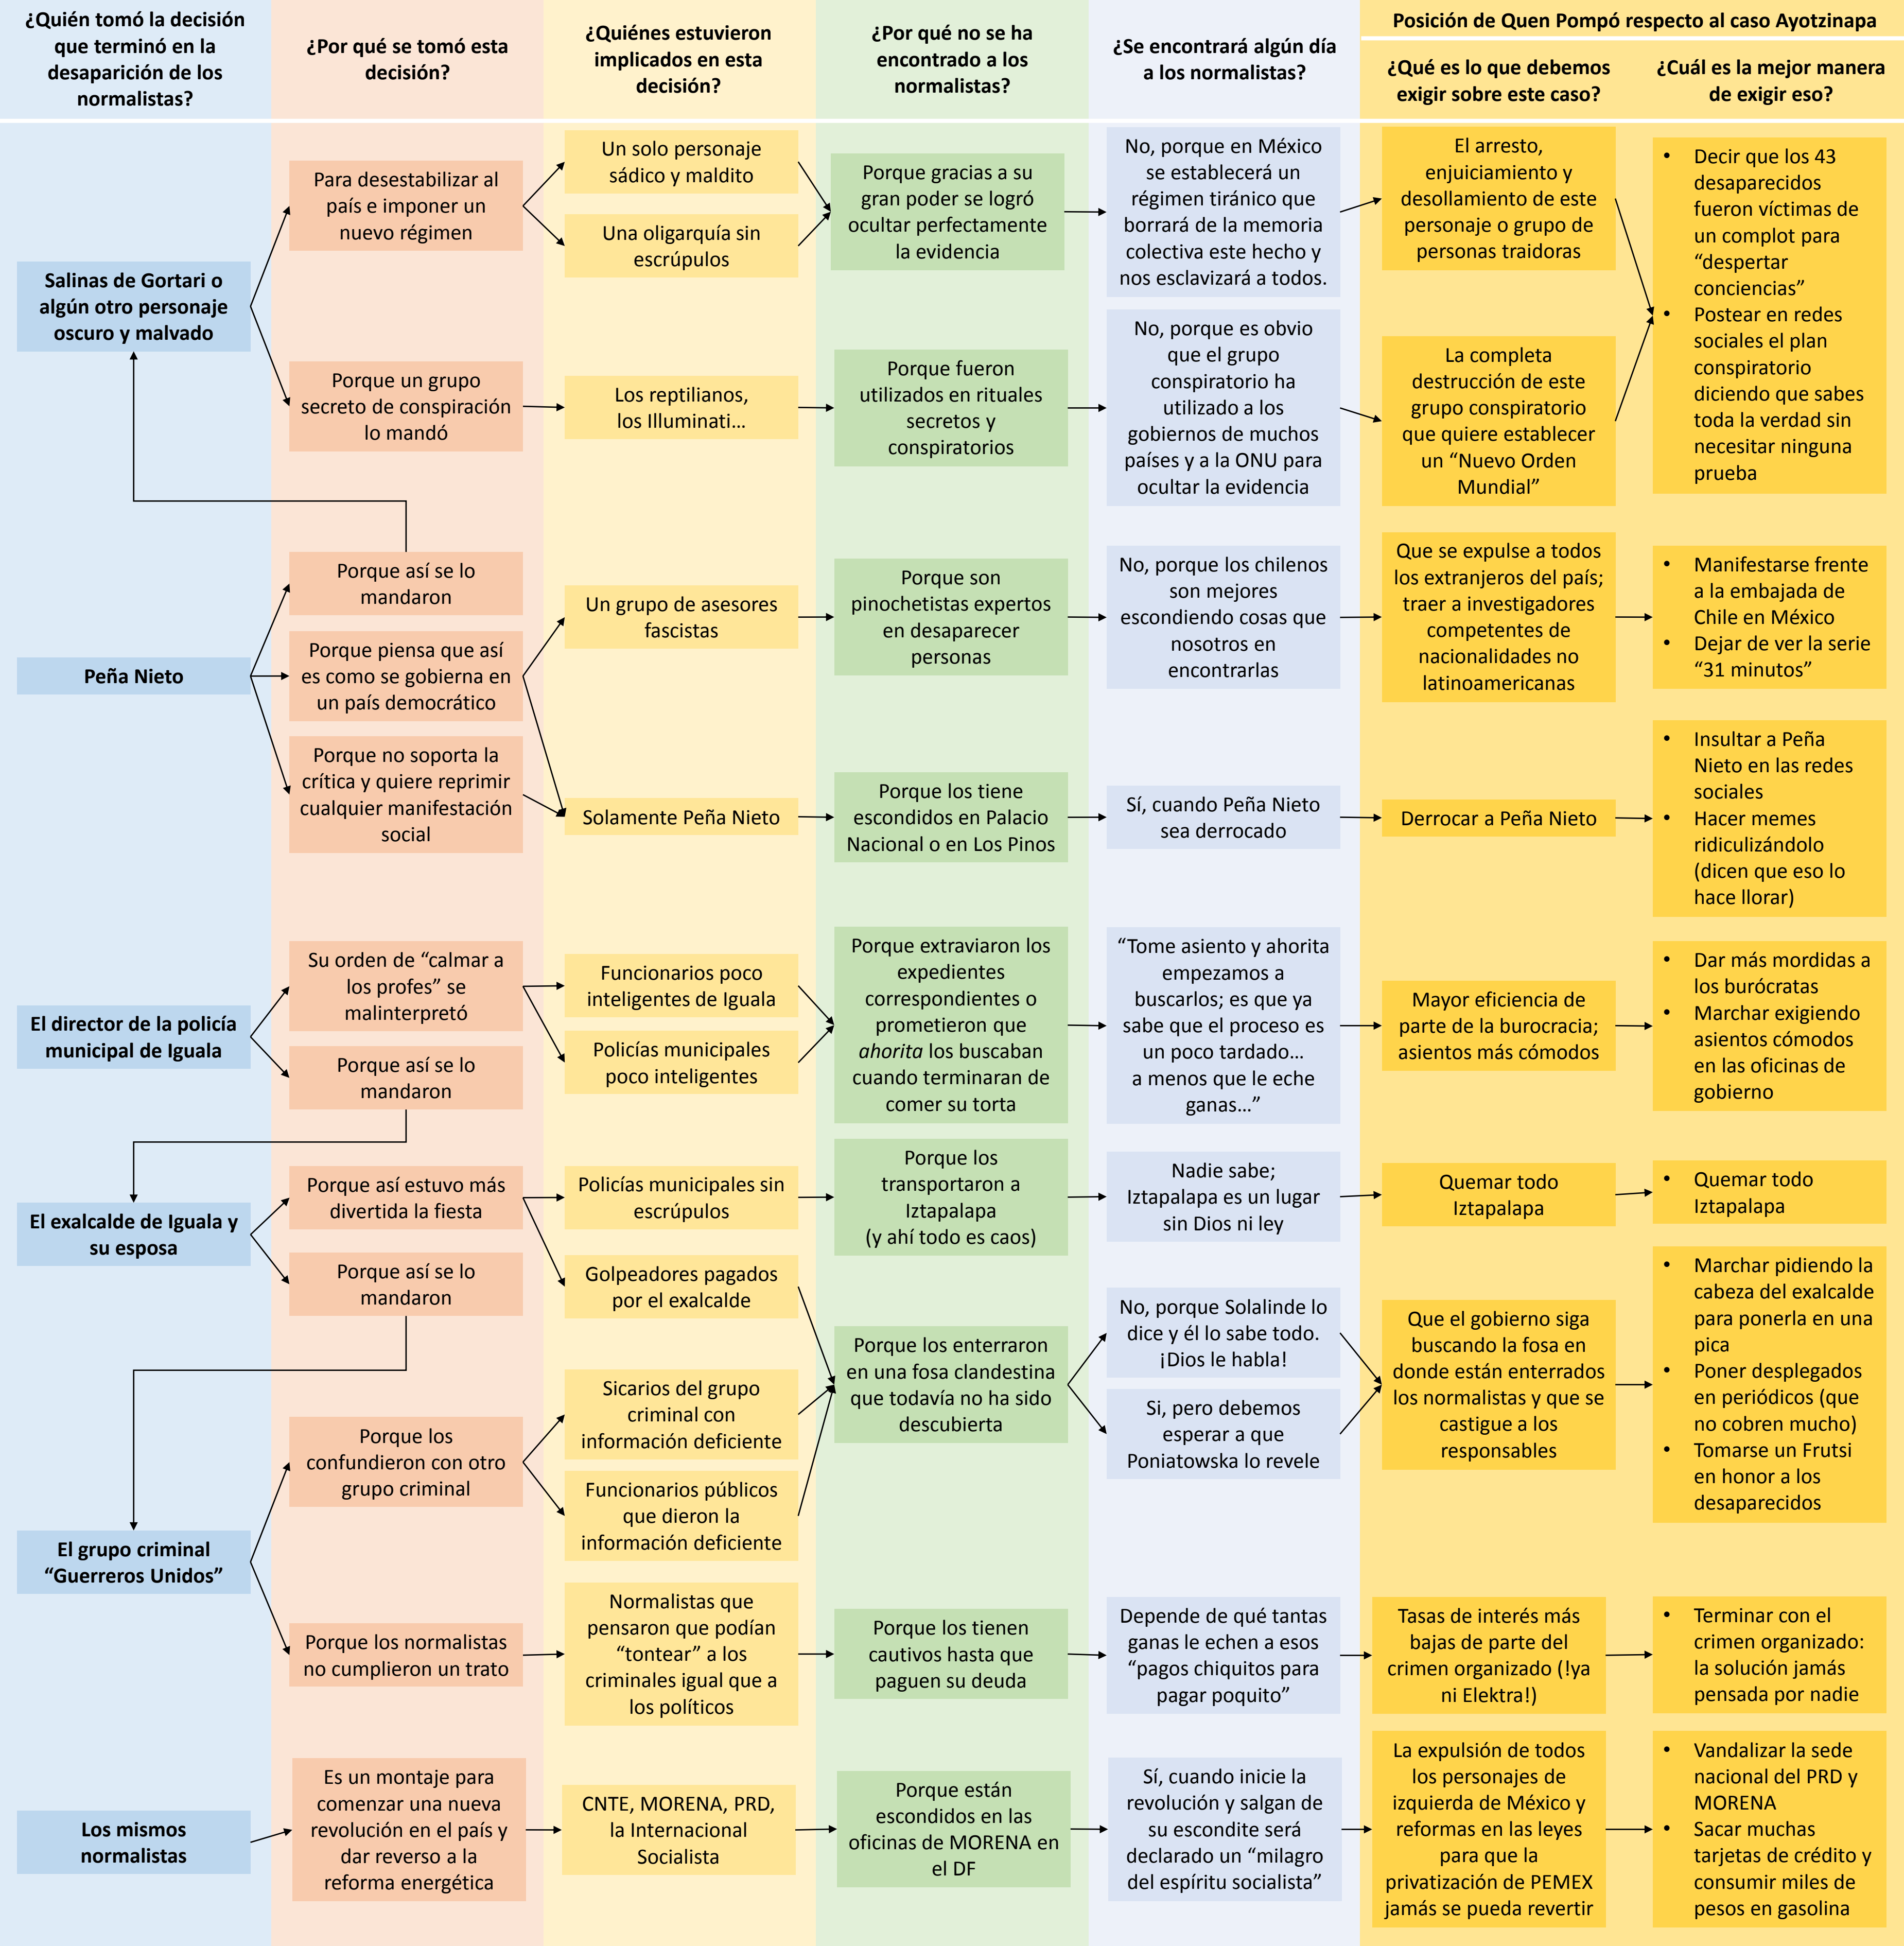 ¿Quién tomó la decisión
que terminó en la
desaparición de los
normalistas?
¿Por qué se tomó esta
decisión?
¿Quiénes estuvieron
implicados en esta
decisión?
¿Por qué no se ha
encontrado a los
normalistas?
¿Se encontrará algún día
a los normalistas?
Posición de Quen Pompó respecto al caso Ayotzinapa
¿Qué es lo que debemos
exigir sobre este caso?
¿Cuál es la mejor manera
de exigir eso?
Salinas de Gortari o
algún otro personaje
oscuro y malvado
Para desestabilizar al
país e imponer un
nuevo régimen
Un solo personaje
sádico y maldito
Una oligarquía sin
escrúpulos
Porque gracias a su
gran poder se logró
ocultar perfectamente
la evidencia
No, porque en México
se establecerá un
régimen tiránico que
borrará de la memoria
colectiva este hecho y
nos esclavizará a todos.
El arresto,
enjuiciamiento y
desollamiento de este
personaje o grupo de
personas traidoras
• Decir que los 43
desaparecidos
fueron víctimas de
un complot para
“despertar
conciencias”
• Postear en redes
sociales el plan
conspiratorio
diciendo que sabes
toda la verdad sin
necesitar ninguna
prueba
Porque un grupo
secreto de conspiración
lo mandó
Los reptilianos,
los Illuminati...
Porque fueron
utilizados en rituales
secretos y
conspiratorios
No, porque es obvio
que el grupo
conspiratorio ha
utilizado a los
gobiernos de muchos
países y a la ONU para
ocultar la evidencia
La completa
destrucción de este
grupo conspiratorio
que quiere establecer
un “Nuevo Orden
Mundial”
Peña Nieto
Porque así se lo
mandaron
Porque piensa que así
es como se gobierna en
un país democrático
Porque no soporta la
crítica y quiere reprimir
cualquier manifestación
social
Un grupo de asesores
fascistas
Porque son
pinochetistas expertos
en desaparecer
personas
No, porque los chilenos
son mejores
escondiendo cosas que
nosotros en
encontrarlas
Que se expulse a todos
los extranjeros del país;
traer a investigadores
competentes de
nacionalidades no
latinoamericanas
• Manifestarse frente
a la embajada de
Chile en México
• Dejar de ver la serie
“31 minutos”
Solamente Peña Nieto
Porque los tiene
escondidos en Palacio
Nacional o en Los Pinos
Sí, cuando Peña Nieto
sea derrocado
Derrocar a Peña Nieto
• Insultar a Peña
Nieto en las redes
sociales
• Hacer memes
ridiculizándolo
(dicen que eso lo
hace llorar)
El director de la policía
municipal de Iguala
Su orden de “calmar a
los profes” se
malinterpretó
Porque así se lo
mandaron
Funcionarios poco
inteligentes de Iguala
Policías municipales
poco inteligentes
Porque extraviaron los
expedientes
correspondientes o
prometieron que
ahorita los buscaban
cuando terminaran de
comer su torta
“Tome asiento y ahorita
empezamos a
buscarlos; es que ya
sabe que el proceso es
un poco tardado...
a menos que le eche
ganas...”
Mayor eficiencia de
parte de la burocracia;
asientos más cómodos
• Dar más mordidas a
los burócratas
• Marchar exigiendo
asientos cómodos
en las oficinas de
gobierno
El exalcalde de Iguala y
su esposa
Porque así estuvo más
divertida la fiesta
Porque así se lo
mandaron
Policías municipales sin
escrúpulos
Porque los
transportaron a
Iztapalapa
(y ahí todo es caos)
Nadie sabe;
Iztapalapa es un lugar
sin Dios ni ley
Quemar todo
Iztapalapa
• Quemar todo
Iztapalapa
Golpeadores pagados
por el exalcalde
Porque los enterraron
en una fosa clandestina
que todavía no ha sido
descubierta
No, porque Solalinde lo
dice y él lo sabe todo.
¡Dios le habla!
Si, pero debemos
esperar a que
Poniatowska lo revele
Que el gobierno siga
buscando la fosa en
donde están enterrados
los normalistas y que se
castigue a los
responsables
• Marchar pidiendo la
cabeza del exalcalde
para ponerla en una
pica
• Poner desplegados
en periódicos (que
no cobren mucho)
• Tomarse un Frutsi
en honor a los
desaparecidos
El grupo criminal
“Guerreros Unidos”
Porque los
confundieron con otro
grupo criminal
Sicarios del grupo
criminal con
información deficiente
Funcionarios públicos
que dieron la
información deficiente
Porque los normalistas
no cumplieron un trato
Normalistas que
pensaron que podían
“tontear” a los
criminales igual que a
los políticos
Porque los tienen
cautivos hasta que
paguen su deuda
Depende de qué tantas
ganas le echen a esos
“pagos chiquitos para
pagar poquito”
Tasas de interés más
bajas de parte del
crimen organizado (!ya
ni Elektra!)
• Terminar con el
crimen organizado:
la solución jamás
pensada por nadie
Los mismos
normalistas
Es un montaje para
comenzar una nueva
revolución en el país y
dar reverso a la
reforma energética
CNTE, MORENA, PRD,
la Internacional
Socialista
Porque están
escondidos en las
oficinas de MORENA en
el DF
Sí, cuando inicie la
revolución y salgan de
su escondite será
declarado un “milagro
del espíritu socialista”
La expulsión de todos
los personajes de
izquierda de México y
reformas en las leyes
para que la
privatización de PEMEX
jamás se pueda revertir
• Vandalizar la sede
nacional del PRD y
MORENA
• Sacar muchas
tarjetas de crédito y
consumir miles de
pesos en gasolina